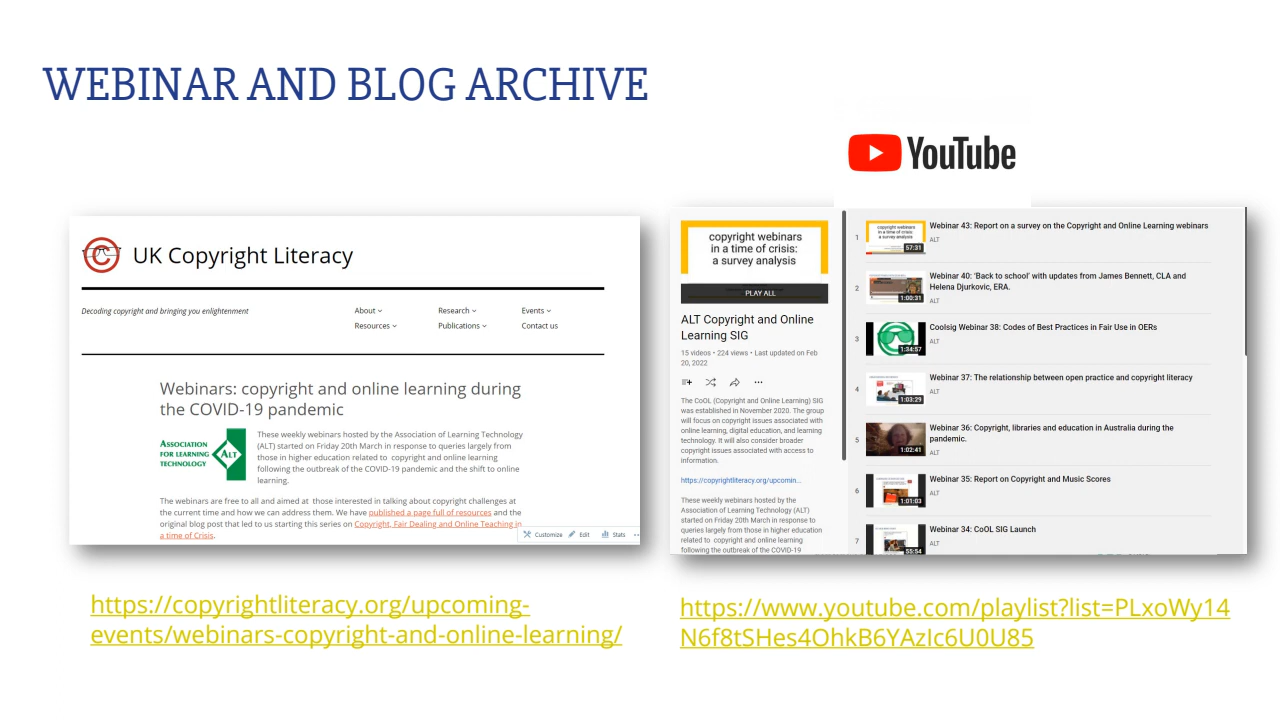 WEBINAR AND BLOG ARCHIVE
YouTube
UK Copyright Literacy
Decoding copyright and bringing you enlightenment
About
Research
Events
Resources
Publications
Contact us
Webinars: copyright and online learning during
the COVID-19 pandemic
ASSOCIATION
FOR LEARNING
TECHNOLOGY
ALT
These weekly webinars hosted by the Association of Learning Technology
(ALT) started on Friday 20th March in response to queries largely from
those in higher education related to copyright and online learning
following the outbreak of the COVID-19 pandemic and the shift to online
learning.
The webinars are free to all and aimed at those interested in talking about copyright challenges at
the current time and how we can address them. We have published a page full of resources and the
original blog post that led to us starting this series on Copyright, Fair Dealing and Online Teaching in
a time of Crisis.
Customize
Edit
Stats
https://copyrightliteracy.org/upcoming-
events/webinars-copyright-and-online-learning/
copyright webinars
in a time of crisis:
a survey analysis
PLAY ALL
ALT Copyright and Online
Learning SIG
15 videos • 224 views • Last updated on Feb
20, 2022
The CoOL (Copyright and Online Learning) SIG
was established in November 2020. The group
will focus on copyright issues associated with
online learning, digital education, and learning
technology. It will also consider broader
copyright issues associated with access to
information.
https://copyrightliteracy.org/upcomin...
These weekly webinars hosted by the
Association of Learning Technology (ALT)
started on Friday 20th March in response to
queries largely from those in higher education
related to copyright and online learning
following the outbreak of the COVID-19
1
copyright webinars
in a time of crisis
a survey analysis
57:31
Webinar 43: Report on a survey on the Copyright and Online Learning webinars
ALT
2
1:00:31
Webinar 40: 'Back to school' with updates from James Bennett, CLA and
Helena Djurkovic, ERA.
ALT
3
1:34:57
Coolsig Webinar 38: Codes of Best Practices in Fair Use in OERs
ALT
4
1:03:29
Webinar 37: The relationship between open practice and copyright literacy
ALT
5
1:02:41
Webinar 36: Copyright, libraries and education in Australia during the
pandemic.
ALT
6
1:01:03
Webinar 35: Report on Copyright and Music Scores
ALT
7
55:54
Webinar 34: CoOL SIG Launch
ALT
https://www.youtube.com/playlist?list=PLxoWy14
N6f8tSHes4OhkB6YAzIc6U0U85